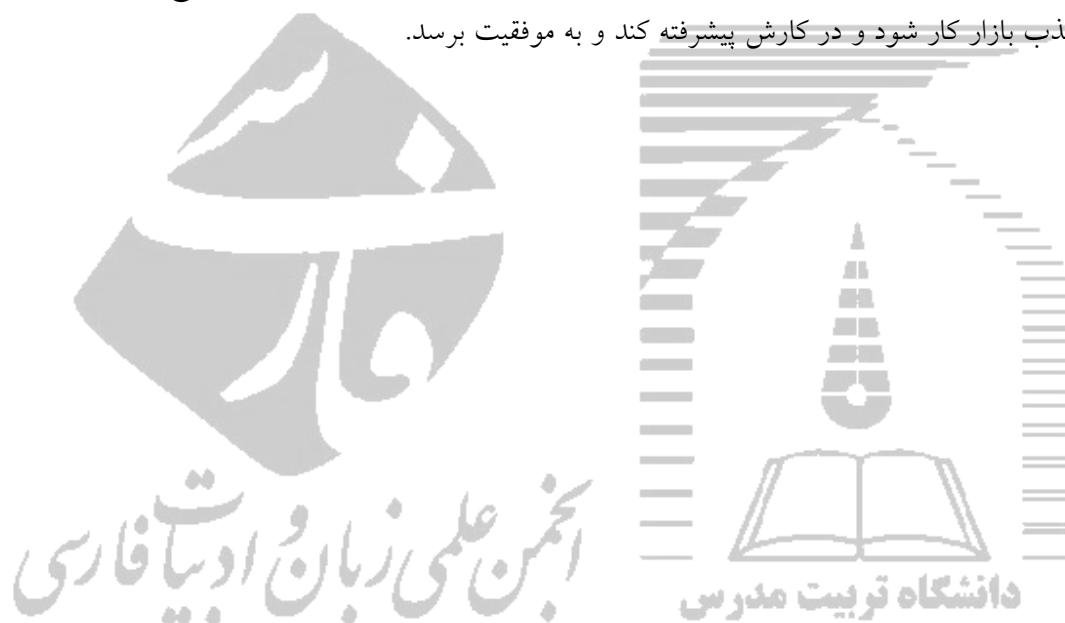 ذب بازار کار شود و در کارش پیشرفته کند و به موفقیت برسد.
انجمن علمی زبان و ادبیات فارسی
دانشگاه تربیت مدرس